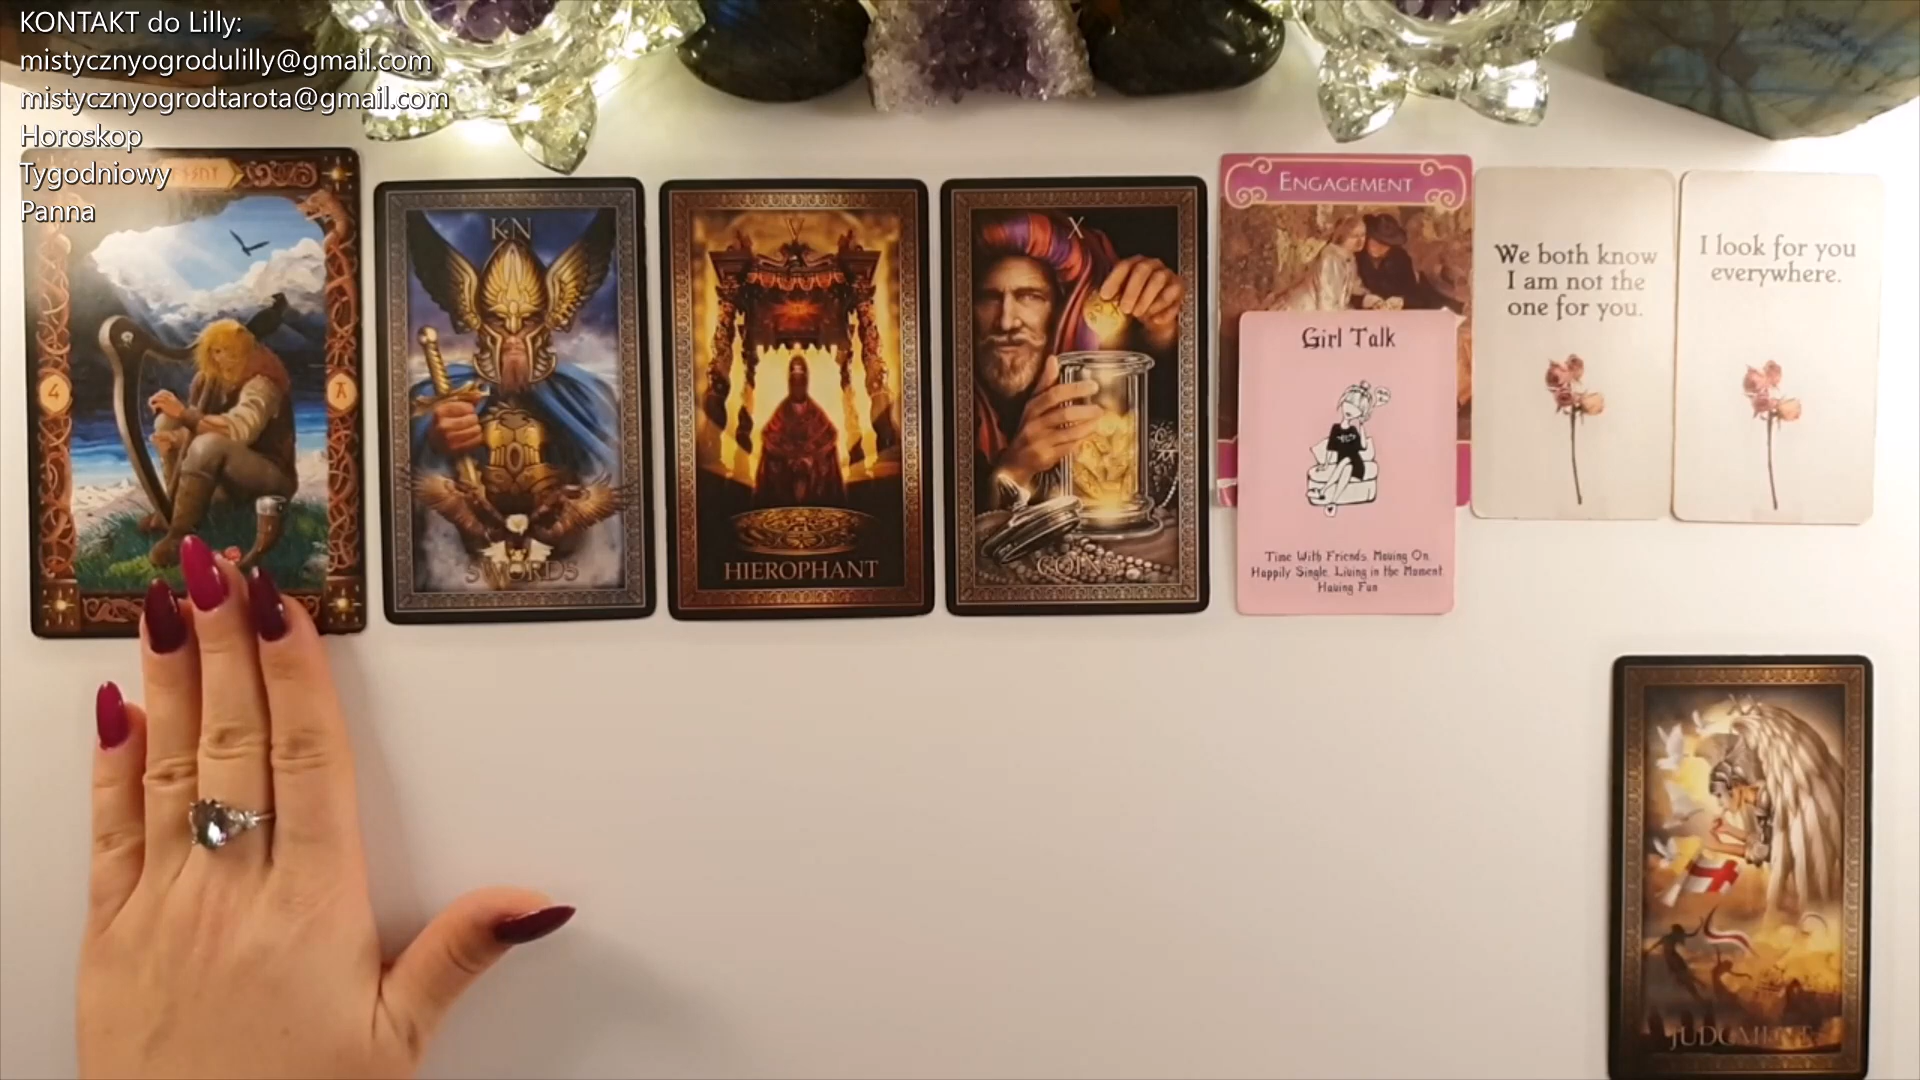 KONTAKT do Lilly:
mistycznyogrodulilly@gmail.com
mistycznyogrodtarota@gmail.com
Horoskop
Tygodniowy
Panna
4
KN
SWORDS
V
HIEROPHANT
X
COINS
ENGAGEMENT
Girl Talk
Time With Friends, Moving On,
Happily Single, Living in the Moment
Having Fun
We both know
I am not the
one for you.
I look for you
everywhere.
JUDGMENT